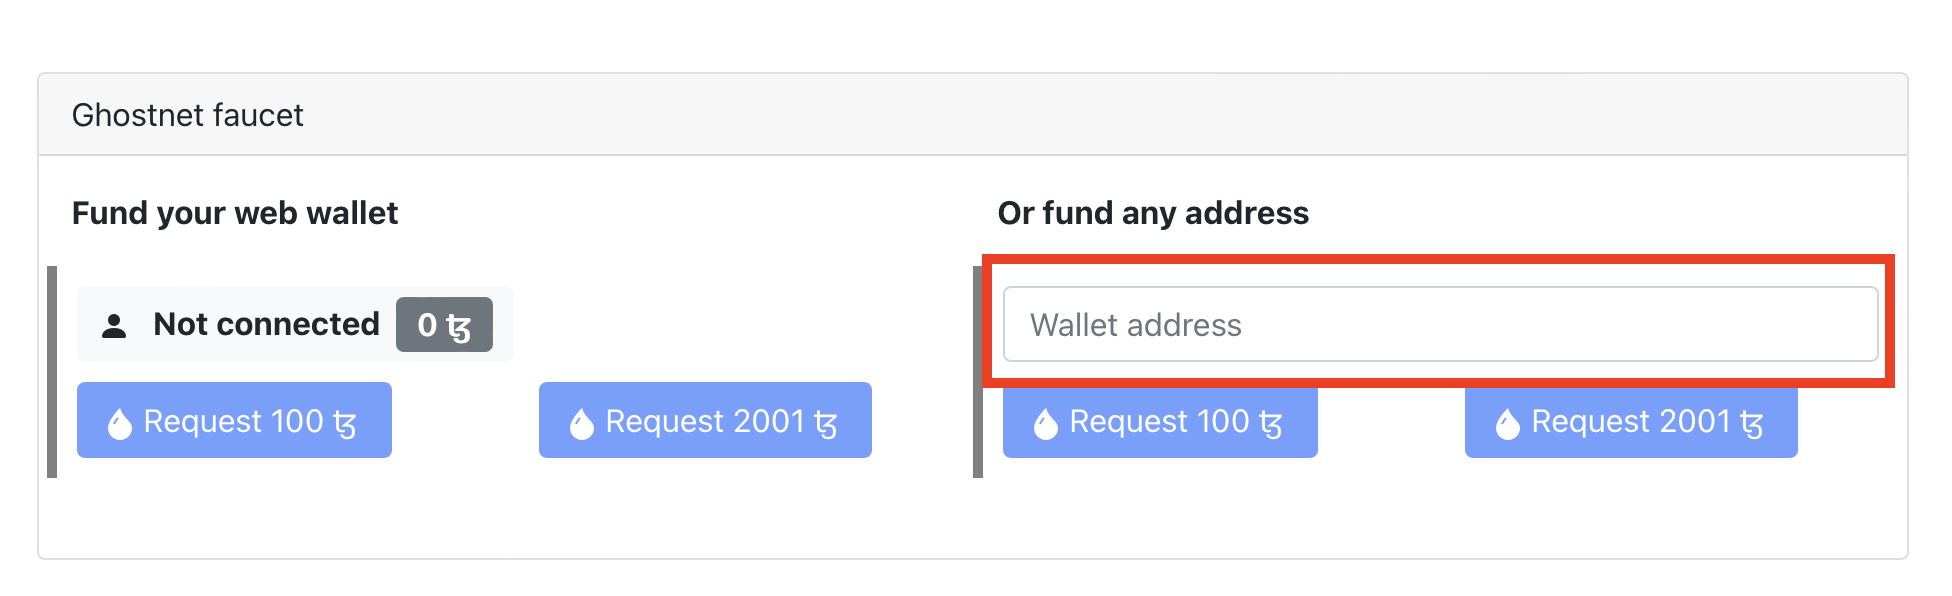 Ghostnet faucet
Fund your web wallet
Not connected 0 ꜩ
Request 100 ꜩ
Request 2001 ꜩ
Or fund any address
Wallet address
Request 100 ꜩ
Request 2001 ꜩ